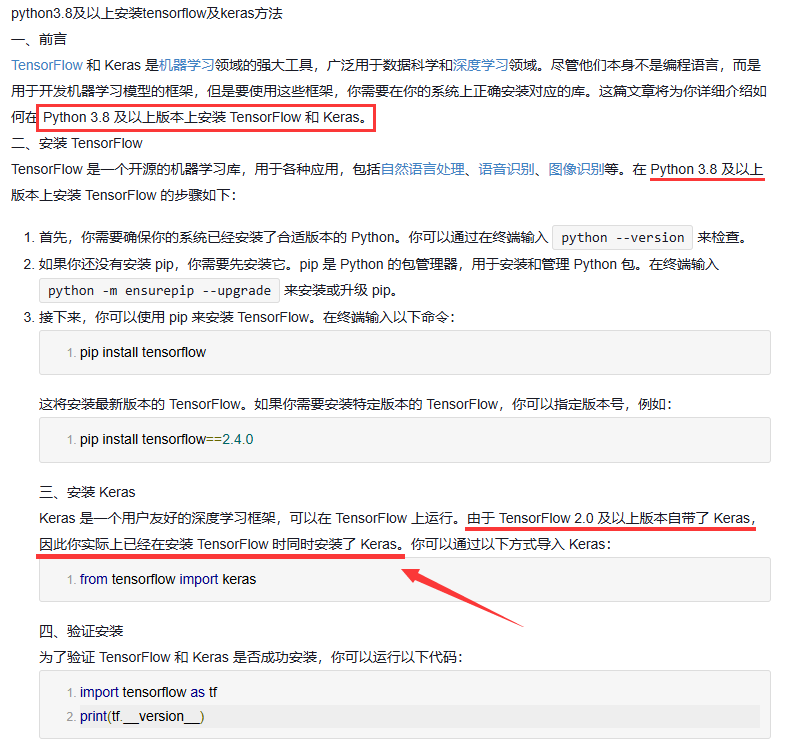 python3.8及以上安装tensorflow及keras方法
一、前言
TensorFlow 和 Keras 是机器学习领域的强大工具，广泛用于数据科学和深度学习领域。尽管他们本身不是编程语言，而是
用于开发机器学习模型的框架，但是要使用这些框架，你需要在你的系统上正确安装对应的库。这篇文章将为你详细介绍如
何在 Python 3.8 及以上版本上安装 TensorFlow 和 Keras。
二、安装 TensorFlow
TensorFlow 是一个开源的机器学习库，用于各种应用，包括自然语言处理、语音识别、图像识别等。在 Python 3.8 及以上
版本上安装 TensorFlow 的步骤如下：
1. 首先，你需要确保你的系统已经安装了合适版本的 Python。你可以通过在终端输入 python --version 来检查。
2. 如果你还没有安装 pip，你需要先安装它。pip 是 Python 的包管理器，用于安装和管理 Python 包。在终端输入
python -m ensurepip --upgrade 来安装或升级 pip。
3. 接下来，你可以使用 pip 来安装 TensorFlow。在终端输入以下命令：
1. pip install tensorflow
这将安装最新版本的 TensorFlow。如果你需要安装特定版本的 TensorFlow，你可以指定版本号，例如：
1. pip install tensorflow==2.4.0
三、安装 Keras
Keras 是一个用户友好的深度学习框架，可以在 TensorFlow 上运行。由于 TensorFlow 2.0 及以上版本自带了 Keras，
因此你实际上已经在安装 TensorFlow 时同时安装了 Keras。你可以通过以下方式导入 Keras：
1. from tensorflow import keras
四、验证安装
为了验证 TensorFlow 和 Keras 是否成功安装，你可以运行以下代码：
1. import tensorflow as tf
2. print(tf.__version__)